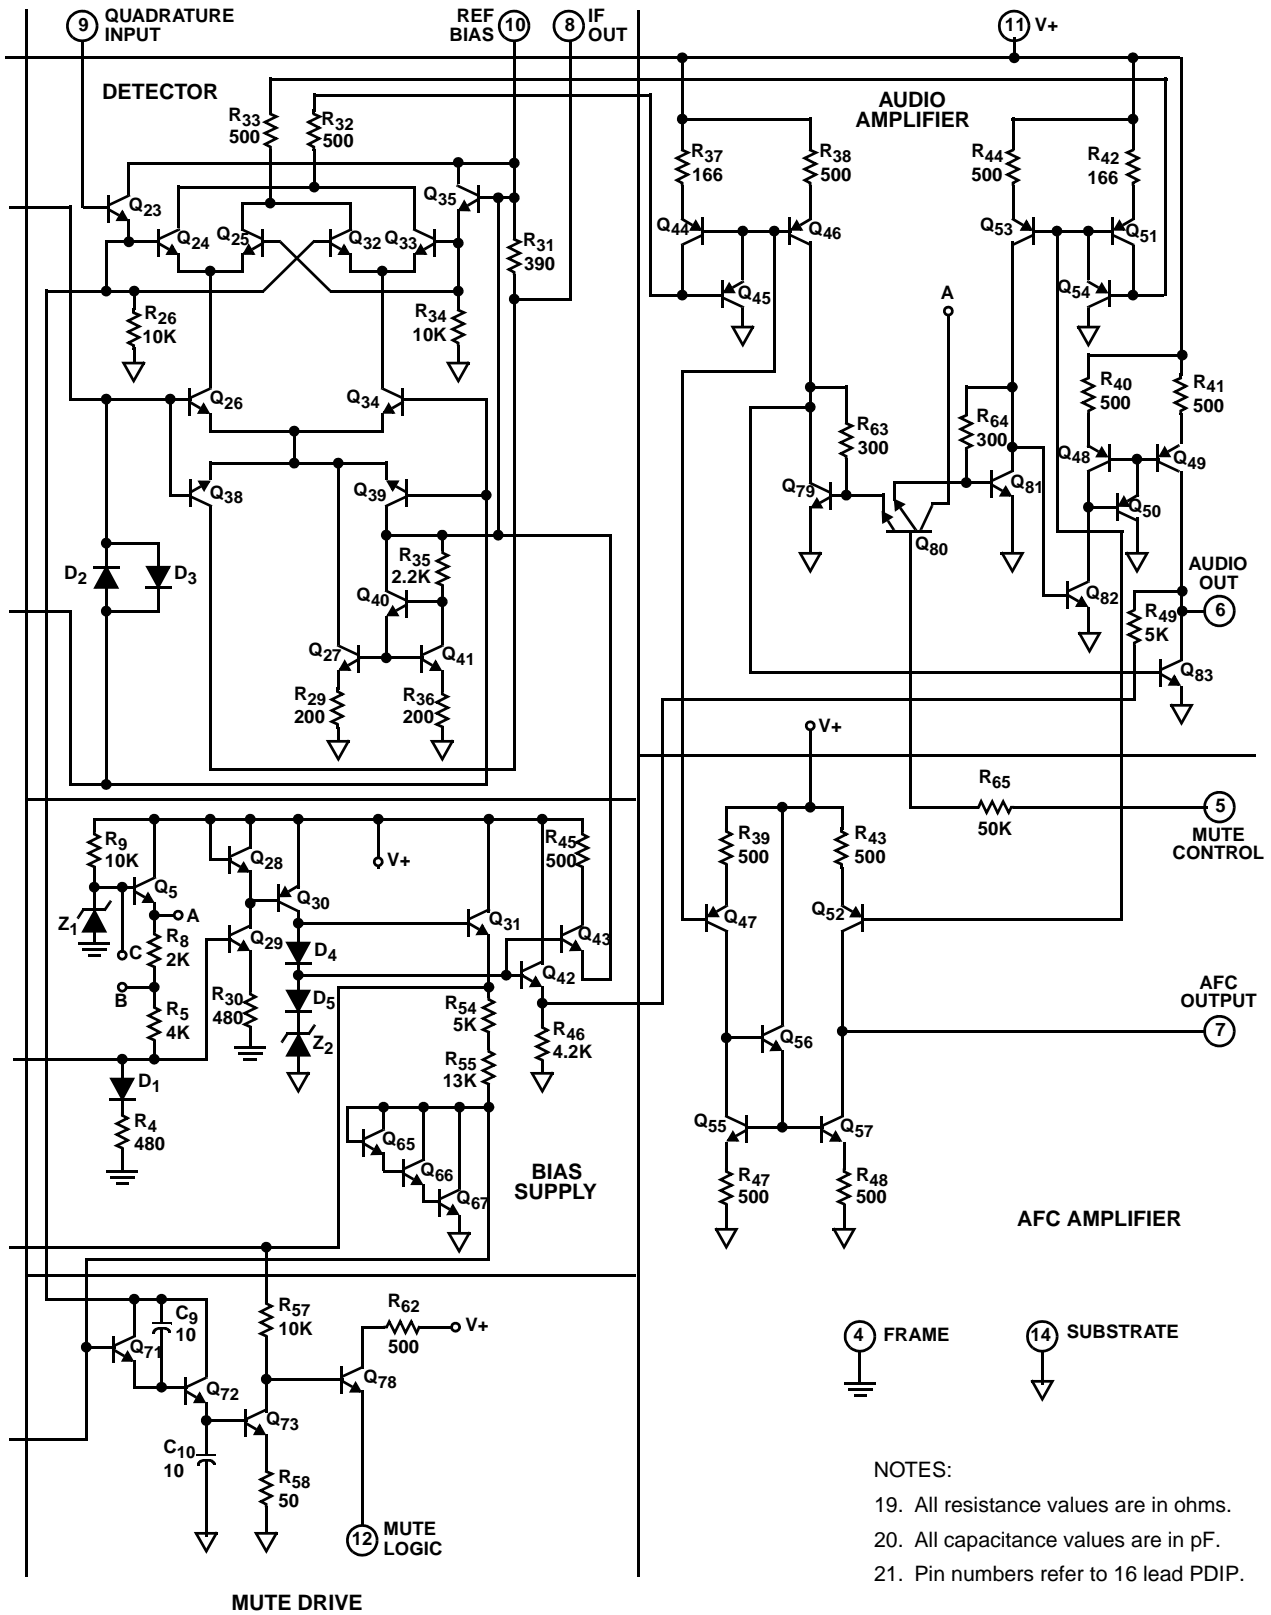 9 QUADRATURE
INPUT
REF
BIAS 10
8 IF
OUT
11 V+
DETECTOR
AUDIO
AMPLIFIER
R33
500
R32
500
R37
166
R38
500
R44
500
R42
166
Q23
Q35
Q24
Q25
Q32
Q33
R31
390
Q44
Q46
Q53
Q51
Q45
A
Q54
R26
10K
R34
10K
Q26
Q34
R63
300
R64
300
R40
500
R41
500
Q38
Q39
Q79
Q80
Q81
Q48
Q49
Q50
D2
D3
R35
2.2K
Q40
Q82
AUDIO
OUT
6
R49
5K
Q27
Q41
Q83
R29
200
R36
200
V+
R65
50K
5
MUTE
CONTROL
R9
10K
Q28
V+
R45
500
R39
500
R43
500
Q5
Z1
A
Q30
Q31
Q43
Q47
Q52
C
R8
2K
Q29
D4
Q42
B
R5
4K
R30
480
D5
Z2
R54
5K
R46
4.2K
AFC
OUTPUT
7
Q56
D1
R55
13K
R4
480
Q65
Q66
Q67
BIAS
SUPPLY
Q55
Q57
R47
500
R48
500
AFC AMPLIFIER
C9
10
R57
10K
R62
500
V+
Q71
Q72
Q78
Q73
C10
10
R58
50
12 MUTE
LOGIC
4 FRAME
14 SUBSTRATE
NOTES:
19. All resistance values are in ohms.
20. All capacitance values are in pF.
21. Pin numbers refer to 16 lead PDIP.
MUTE DRIVE